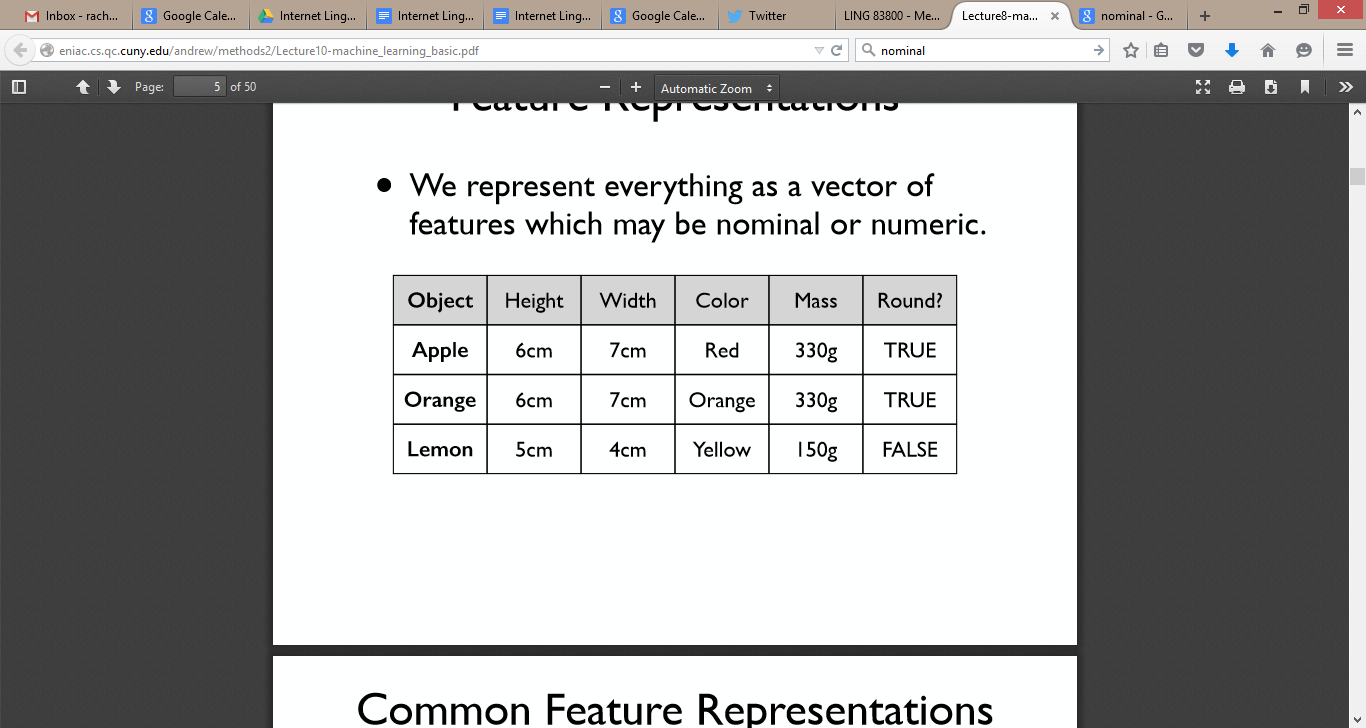 Inbox - rach...
Google Cale...
Internet Ling...
Internet Ling...
Internet Ling...
Google Cale...
Twitter
LING 83800 - Me...
Lecture8-ma...
nominal - G...
eniac.cs.qc.cuny.edu/andrew/methods2/Lecture10-machine_learning_basic.pdf
nominal
Page: 5 of 50
Automatic Zoom
Feature Representations
• We represent everything as a vector of
features which may be nominal or numeric.
Object Height Width Color Mass Round?
Apple 6cm 7cm Red 330g TRUE
Orange 6cm 7cm Orange 330g TRUE
Lemon 5cm 4cm Yellow 150g FALSE
Common Feature Representations